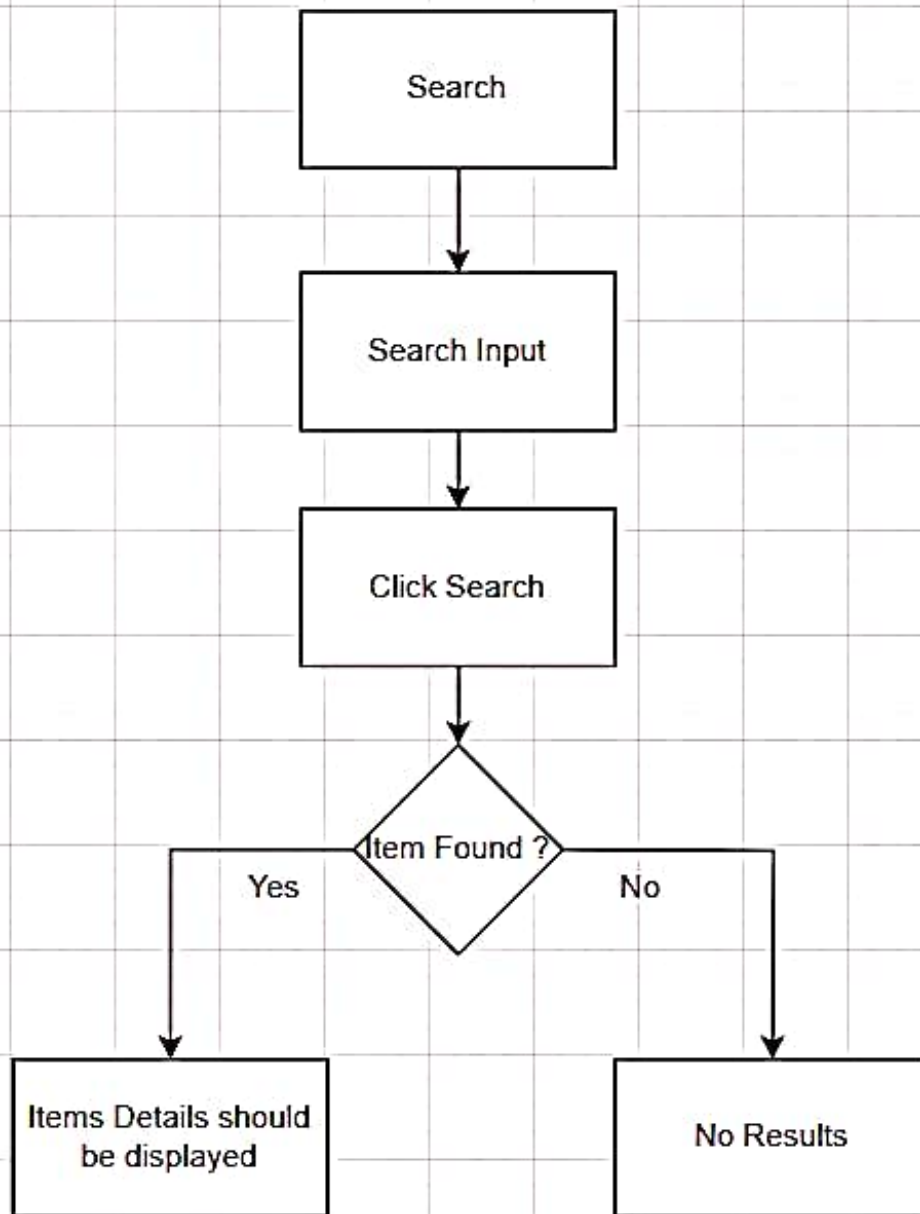 Search
Search Input
Click Search
Item Found ?
Yes
No
Items Details should
be displayed
No Results